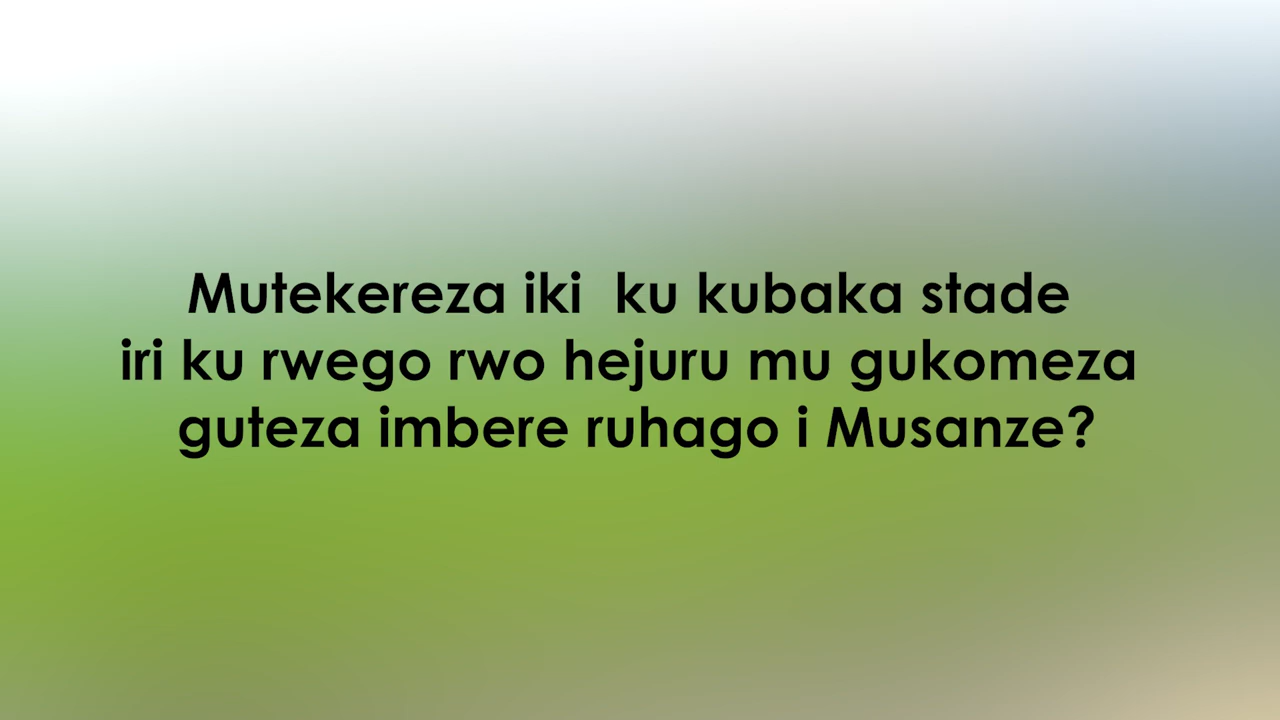 Mutekereza iki  ku kubaka stade
iri ku rwego rwo hejuru mu gukomeza
guteza imbere ruhago i Musanze?